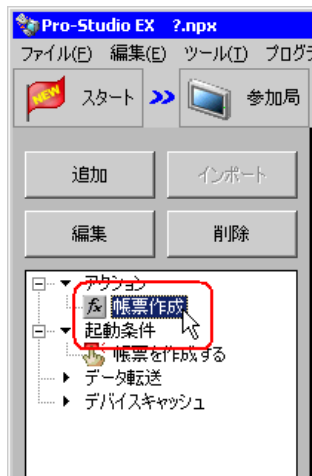 Pro-Studio EX ?.npx
ファイル(F) 編集(E) ツール(T) プログラ
NEW スタート >> 参加局
追加 インポート
編集 削除
アクション
fx 帳票作成
起動条件
帳票を作成する
データ転送
デバイスキャッシュ